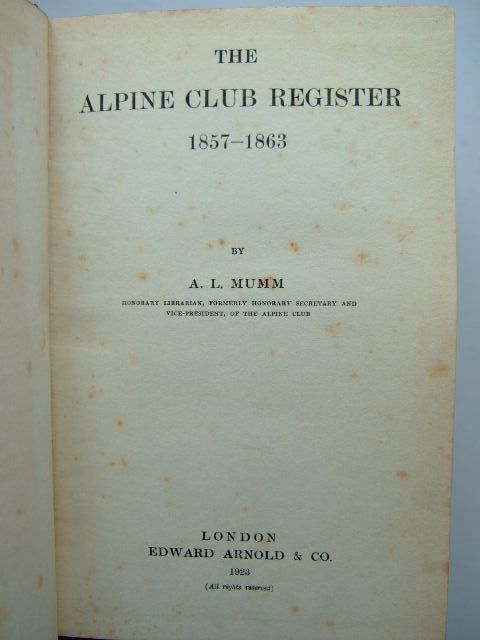 THE
ALPINE CLUB REGISTER
1857–1863
BY
A. L. MUMM
HONORARY LIBRARIAN, FORMERLY HONORARY SECRETARY AND
VICE-PRESIDENT, OF THE ALPINE CLUB
LONDON
EDWARD ARNOLD & CO.
1923
(All rights reserved)